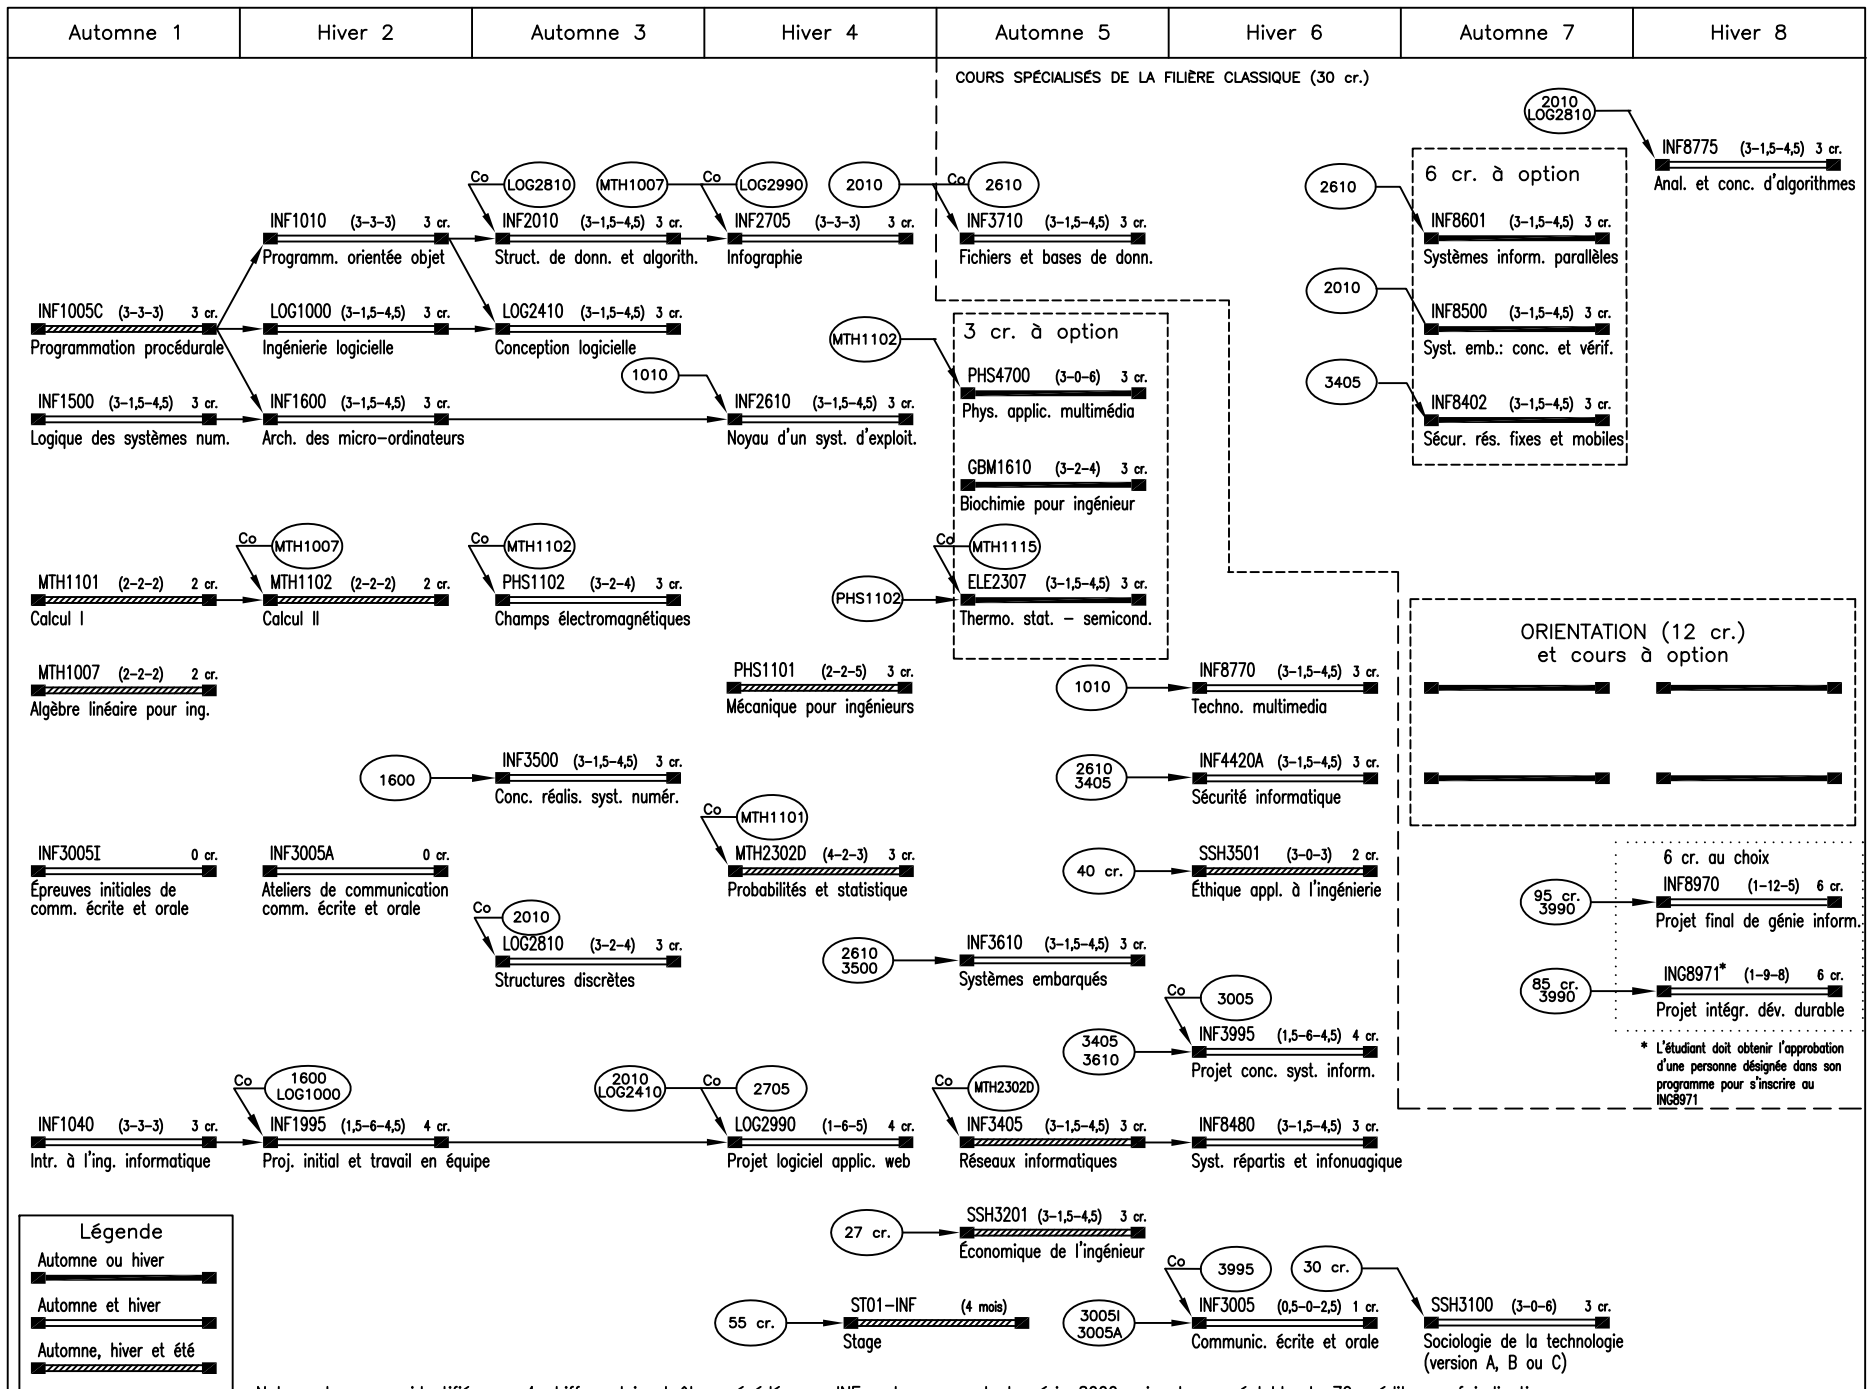 Automne 1
Hiver 2
Automne 3
Hiver 4
Automne 5
Hiver 6
Automne 7
Hiver 8
COURS SPÉCIALISÉS DE LA FILIÈRE CLASSIQUE (30 cr.)
2010
LOG2810
INF8775 (3-1,5-4,5) 3 cr.
Anal. et conc. d'algorithmes
Co
LOG2810
MTH1007
Co
LOG2990
2010
Co
2610
2610
6 cr. à option
INF1010 (3-3-3) 3 cr.
Programm. orientée objet
INF2010 (3-1,5-4,5) 3 cr.
Struct. de donn. et algorith.
INF2705 (3-3-3) 3 cr.
Infographie
INF3710 (3-1,5-4,5) 3 cr.
Fichiers et bases de donn.
INF8601 (3-1,5-4,5) 3 cr.
Systèmes inform. parallèles
INF1005C (3-3-3) 3 cr.
Programmation procédurale
LOG1000 (3-1,5-4,5) 3 cr.
Ingénierie logicielle
LOG2410 (3-1,5-4,5) 3 cr.
Conception logicielle
MTH1102
3 cr. à option
2010
INF8500 (3-1,5-4,5) 3 cr.
Syst. emb.: conc. et vérif.
1010
PHS4700 (3-0-6) 3 cr.
Phys. applic. multimédia
3405
INF8402 (3-1,5-4,5) 3 cr.
Sécur. rés. fixes et mobiles
INF1500 (3-1,5-4,5) 3 cr.
Logique des systèmes num.
INF1600 (3-1,5-4,5) 3 cr.
Arch. des micro-ordinateurs
INF2610 (3-1,5-4,5) 3 cr.
Noyau d'un syst. d'exploit.
GBM1610 (3-2-4) 3 cr.
Biochimie pour ingénieur
Co
MTH1007
Co
MTH1102
Co
MTH1115
MTH1101 (2-2-2) 2 cr.
Calcul I
MTH1102 (2-2-2) 2 cr.
Calcul II
PHS1102 (3-2-4) 3 cr.
Champs électromagnétiques
PHS1102
ELE2307 (3-1,5-4,5) 3 cr.
Thermo. stat. - semicond.
ORIENTATION (12 cr.)
et cours à option
MTH1007 (2-2-2) 2 cr.
Algèbre linéaire pour ing.
PHS1101 (2-2-5) 3 cr.
Mécanique pour ingénieurs
1010
INF8770 (3-1,5-4,5) 3 cr.
Techno. multimedia
1600
INF3500 (3-1,5-4,5) 3 cr.
Conc. réalis. syst. numér.
2610
3405
INF4420A (3-1,5-4,5) 3 cr.
Sécurité informatique
Co
MTH1101
INF3005I 0 cr.
Épreuves initiales de
comm. écrite et orale
INF3005A 0 cr.
Ateliers de communication
comm. écrite et orale
MTH2302D (4-2-3) 3 cr.
Probabilités et statistique
40 cr.
SSH3501 (3-0-3) 2 cr.
Éthique appl. à l'ingénierie
6 cr. au choix
95 cr.
3990
INF8970 (1-12-5) 6 cr.
Projet final de génie inform.
Co
2010
LOG2810 (3-2-4) 3 cr.
Structures discrètes
2610
3500
INF3610 (3-1,5-4,5) 3 cr.
Systèmes embarqués
85 cr.
3990
ING8971* (1-9-8) 6 cr.
Projet intégr. dév. durable
Co
3005
3405
3610
INF3995 (1,5-6-4,5) 4 cr.
Projet conc. syst. inform.
* L'étudiant doit obtenir l'approbation
d'une personne désignée dans son
programme pour s'inscrire au
ING8971
Co
1600
LOG1000
2010
LOG2410
Co
2705
Co
MTH2302D
INF1040 (3-3-3) 3 cr.
Intr. à l'ing. informatique
INF1995 (1,5-6-4,5) 4 cr.
Proj. initial et travail en équipe
LOG2990 (1-6-5) 4 cr.
Projet logiciel applic. web
INF3405 (3-1,5-4,5) 3 cr.
Réseaux informatiques
INF8480 (3-1,5-4,5) 3 cr.
Syst. répartis et infonuagique
27 cr.
SSH3201 (3-1,5-4,5) 3 cr.
Économique de l'ingénieur
Légende
Automne ou hiver
Automne et hiver
Automne, hiver et été
55 cr.
ST01-INF (4 mois)
Stage
3005I
3005A
Co
3995
INF3005 (0,5-0-2,5) 1 cr.
Communic. écrite et orale
30 cr.
SSH3100 (3-0-6) 3 cr.
Sociologie de la technologie
(version A, B ou C)